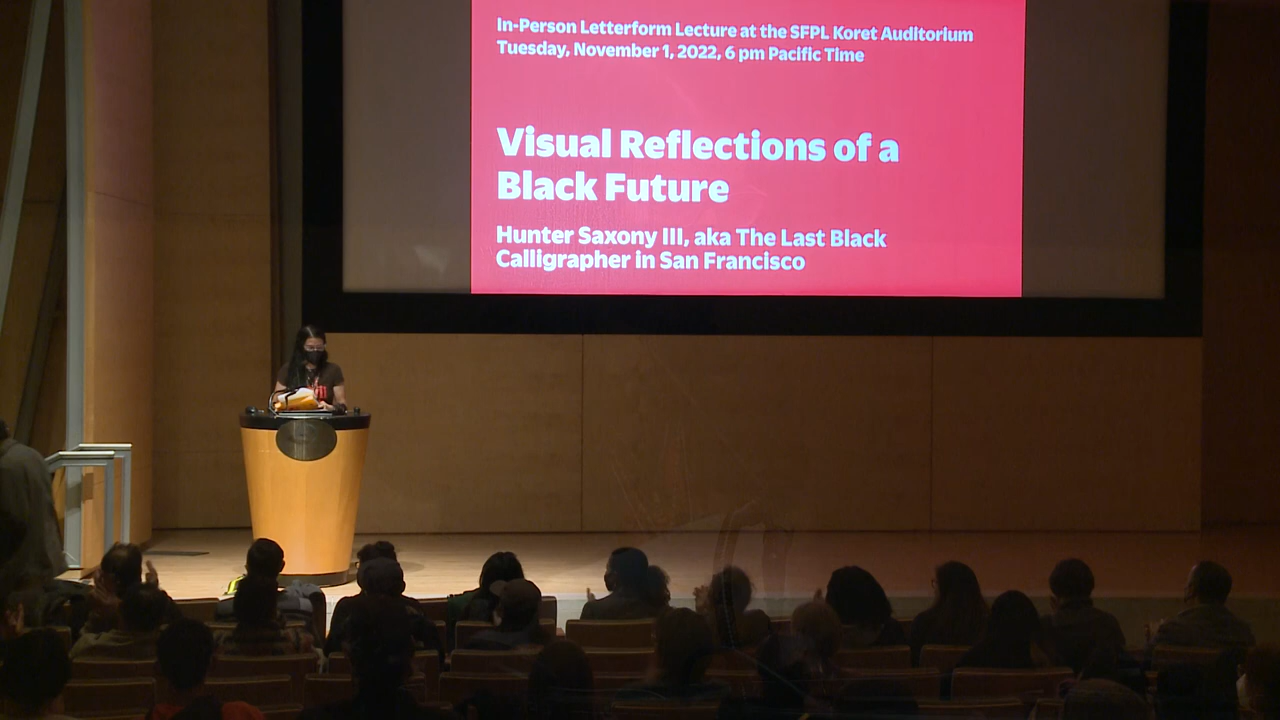 In-Person Letterform Lecture at the SFPL Koret Auditorium
Tuesday, November 1, 2022, 6 pm Pacific Time
Visual Reflections of a
Black Future
Hunter Saxony III, aka The Last Black
Calligrapher in San Francisco